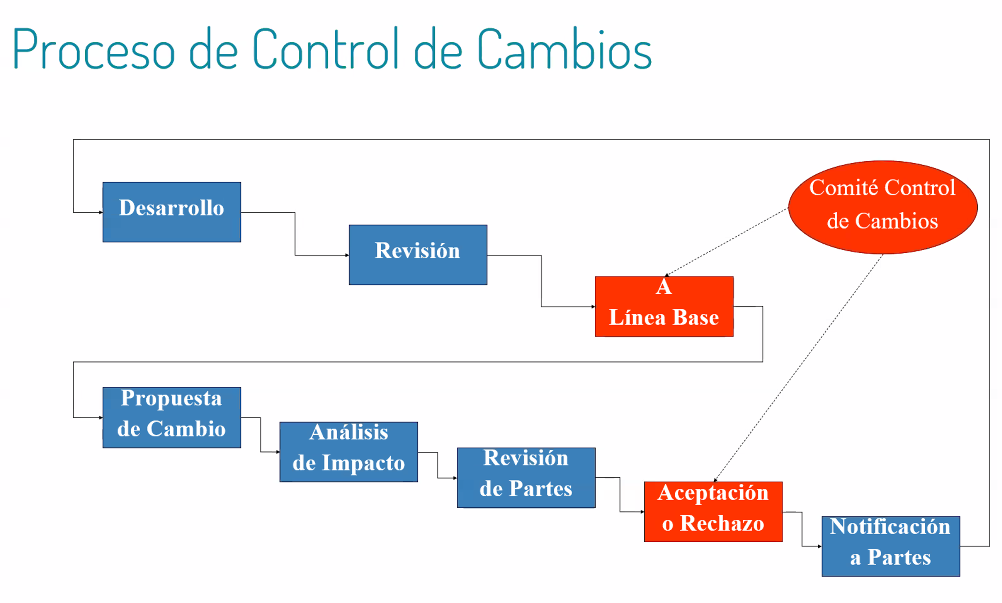 Proceso de Control de Cambios
Comité Control
de Cambios
Desarrollo
Revisión
A
Línea Base
Propuesta
de Cambio
Análisis
de Impacto
Revisión
de Partes
Aceptación
o Rechazo
Notificación
a Partes